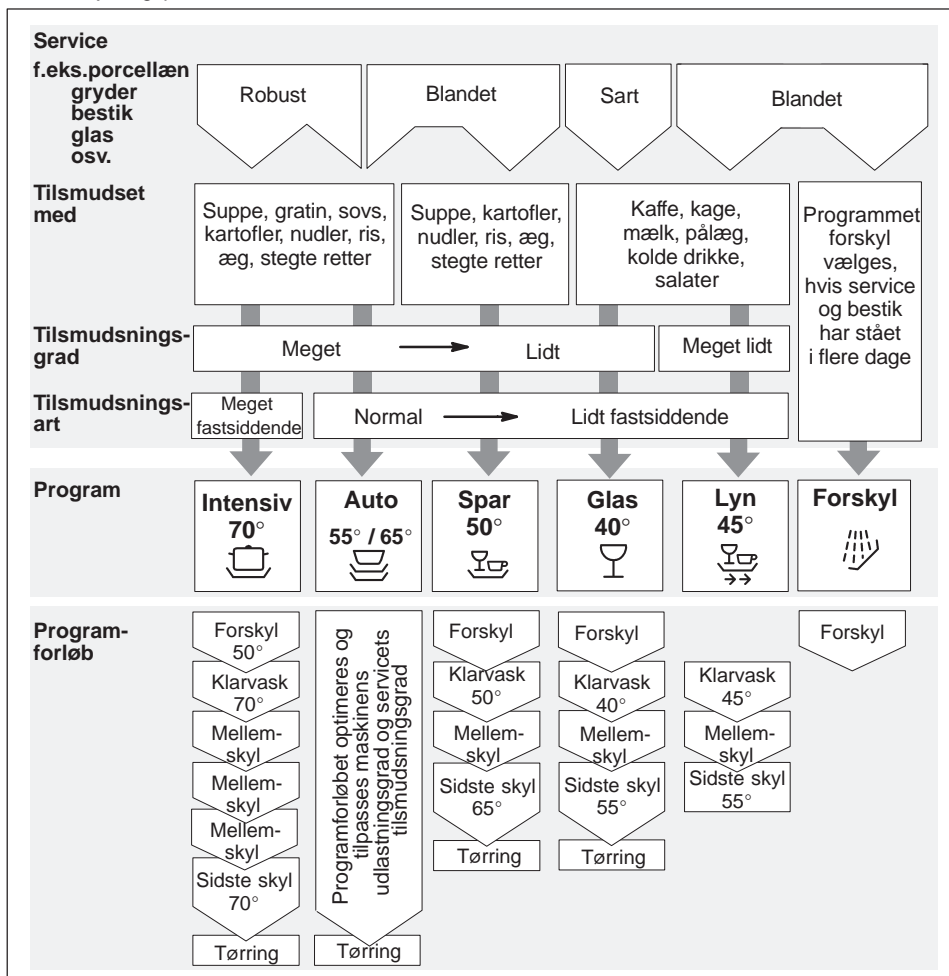 Service
f.eks.porcellæn
gryder
bestik
glas
osv.
Robust
Blandet
Sart
Blandet
Tilsmudset
med
Suppe, gratin, sovs,
kartofler, nudler, ris,
æg, stegte retter
Suppe, kartofler,
nudler, ris, æg,
stegte retter
Kaffe, kage,
mælk, pålæg,
kolde drikke,
salater
Programmet
forskyl
vælges,
hvis service
og bestik
har stået
i flere dage
Tilsmudsnings-
grad
Meget
Lidt
Meget lidt
Tilsmudsnings-
art
Meget
fastsiddende
Normal
Lidt fastsiddende
Program
Intensiv
70°
Auto
55° / 65°
Spar
50°
Glas
40°
Lyn
45°
Forskyl
Program-
forløb
Forskyl
50°
Klarvask
70°
Mellem-
skyl
Mellem-
skyl
Mellem-
skyl
Sidste skyl
70°
Tørring
Programforløbet optimeres og
tilpasses maskinens
udlastningsgrad og servicets
tilsmudsningsgrad
Tørring
Forskyl
Klarvask
50°
Mellem-
skyl
Sidste skyl
65°
Tørring
Forskyl
Klarvask
40°
Mellem-
skyl
Sidste skyl
55°
Tørring
Klarvask
45°
Mellem-
skyl
Sidste skyl
55°
Forskyl